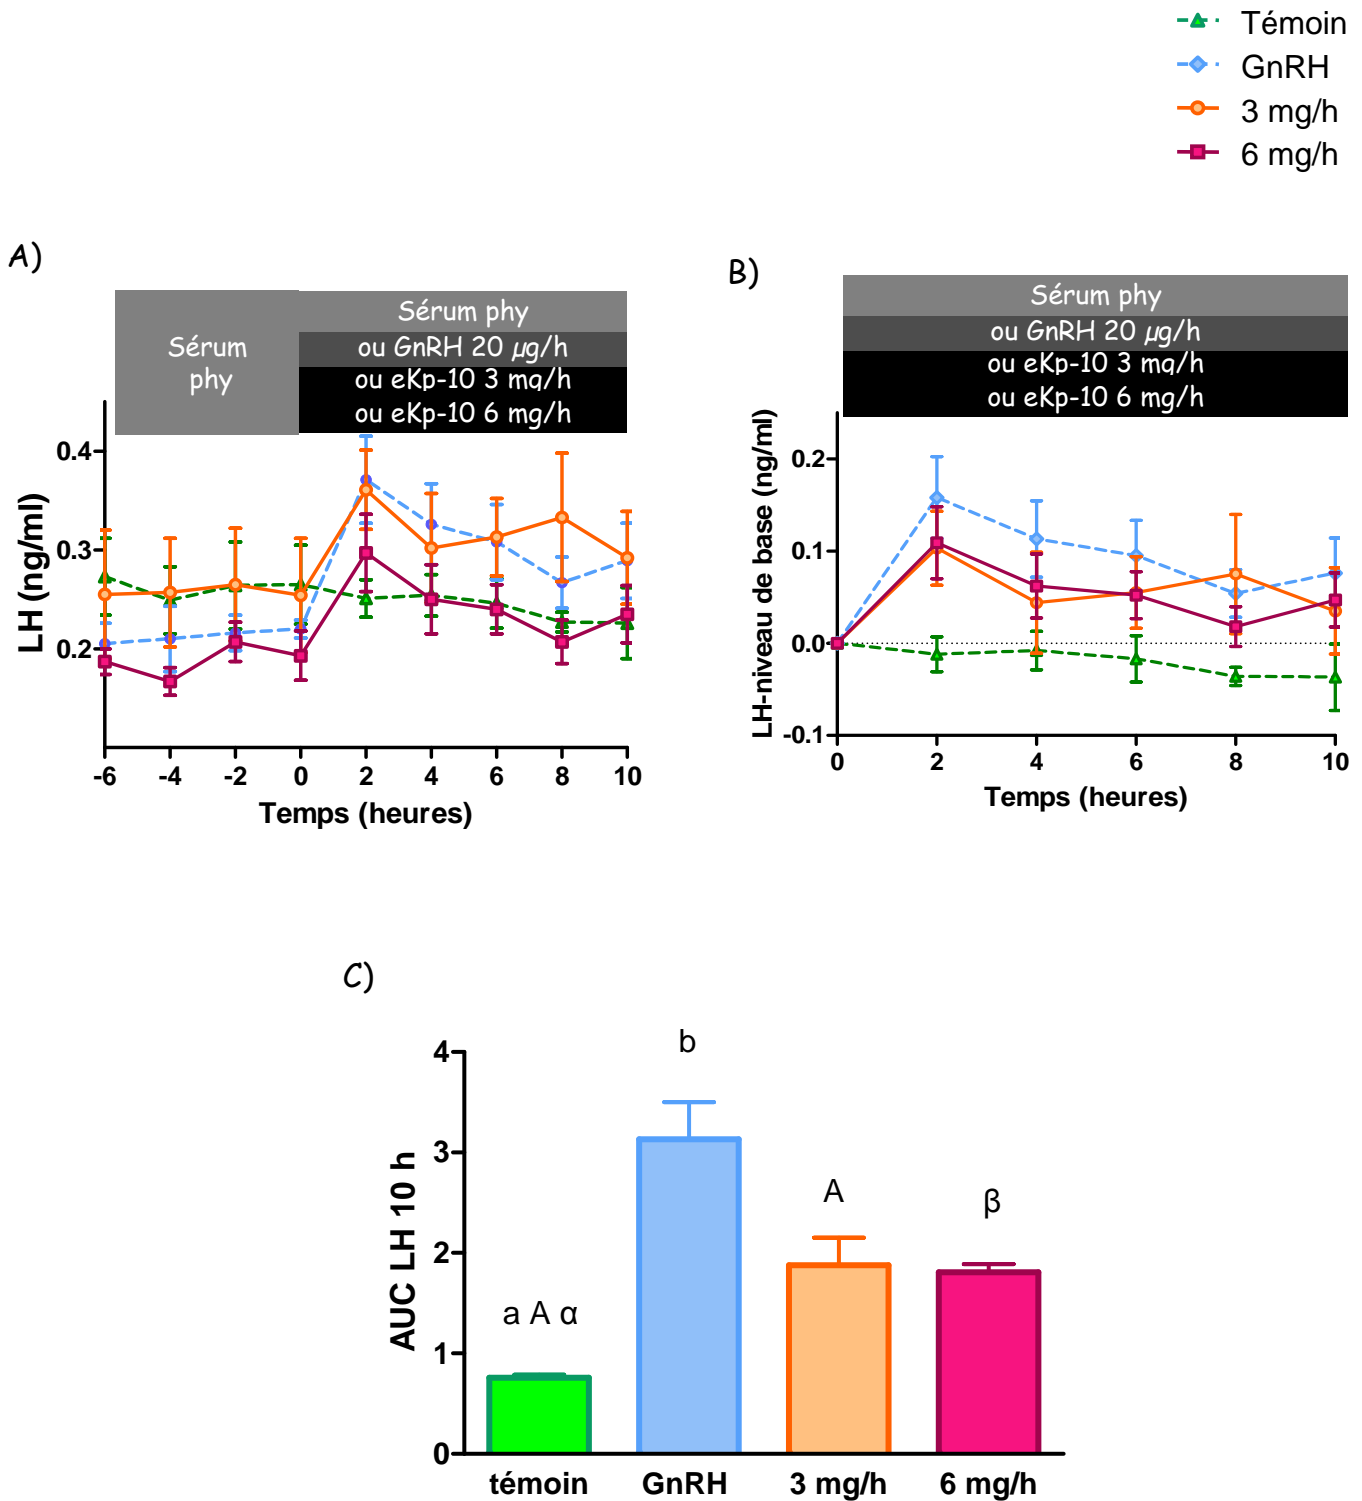 Témoin
GnRH
3 mg/h
6 mg/h
A)
Sérum
phy
Sérum phy
ou GnRH 20 µg/h
ou eKp-10 3 mg/h
ou eKp-10 6 mg/h
LH (ng/ml)
0.4
0.3
0.2
-6 -4 -2 0 2 4 6 8 10
Temps (heures)
B)
Sérum phy
ou GnRH 20 µg/h
ou eKp-10 3 mg/h
ou eKp-10 6 mg/h
LH-niveau de base (ng/ml)
0.2
0.1
0.0
-0.1
0 2 4 6 8 10
Temps (heures)
C)
AUC LH 10 h
4
3
2
1
0
a A α
b
A
β
témoin GnRH 3 mg/h 6 mg/h